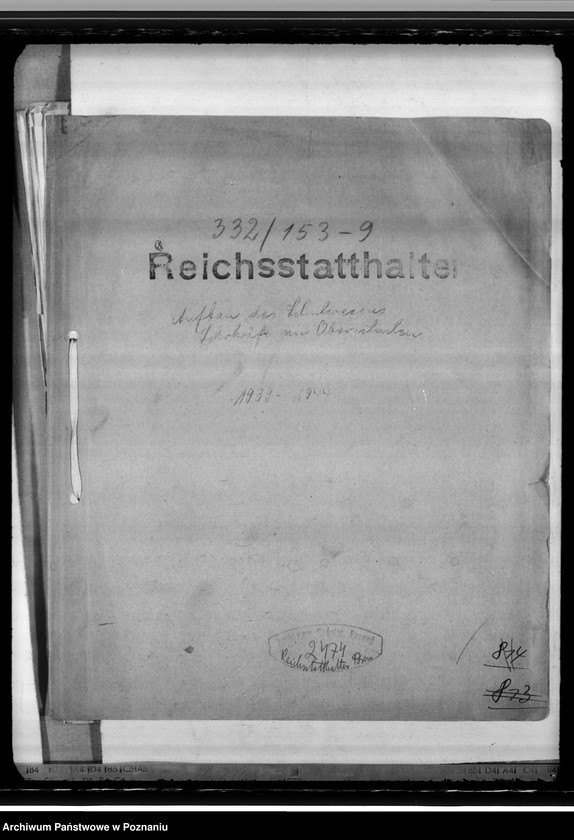 332/153-9
Reichsstatthalter
Aufbau des Schulwesens
Lehrkräfte an Oberschulen
1939-1944
2474
Reichsstatthalter Posen
874
873
Archiwum Państwowe w Poznaniu